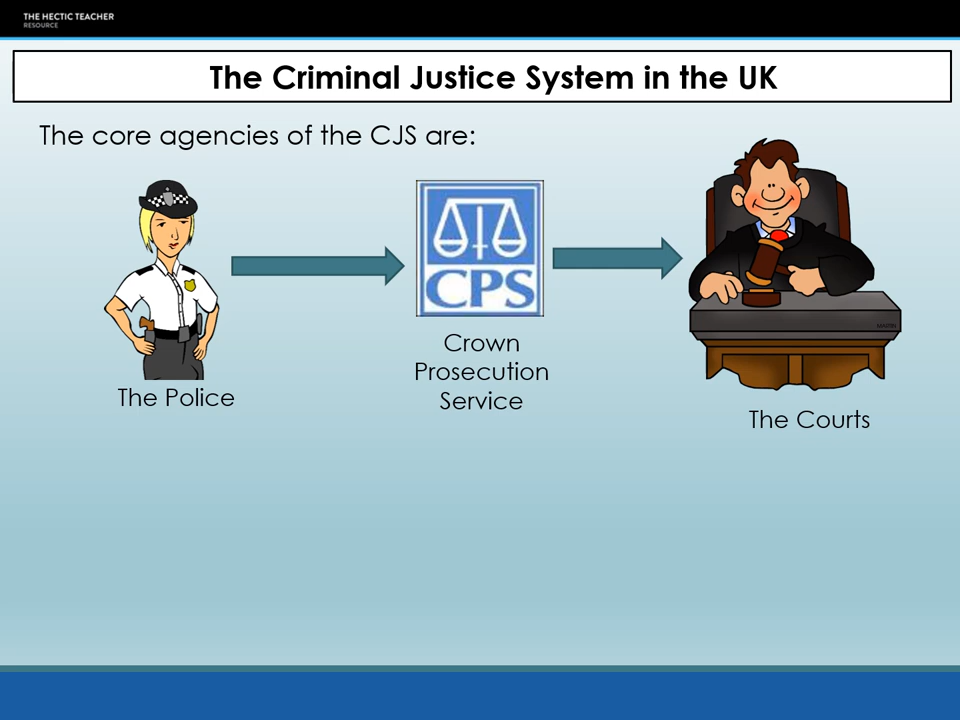 THE HECTIC TEACHER
RESOURCE
The Criminal Justice System in the UK
The core agencies of the CJS are:
CPS
The Police
Crown
Prosecution
Service
The Courts